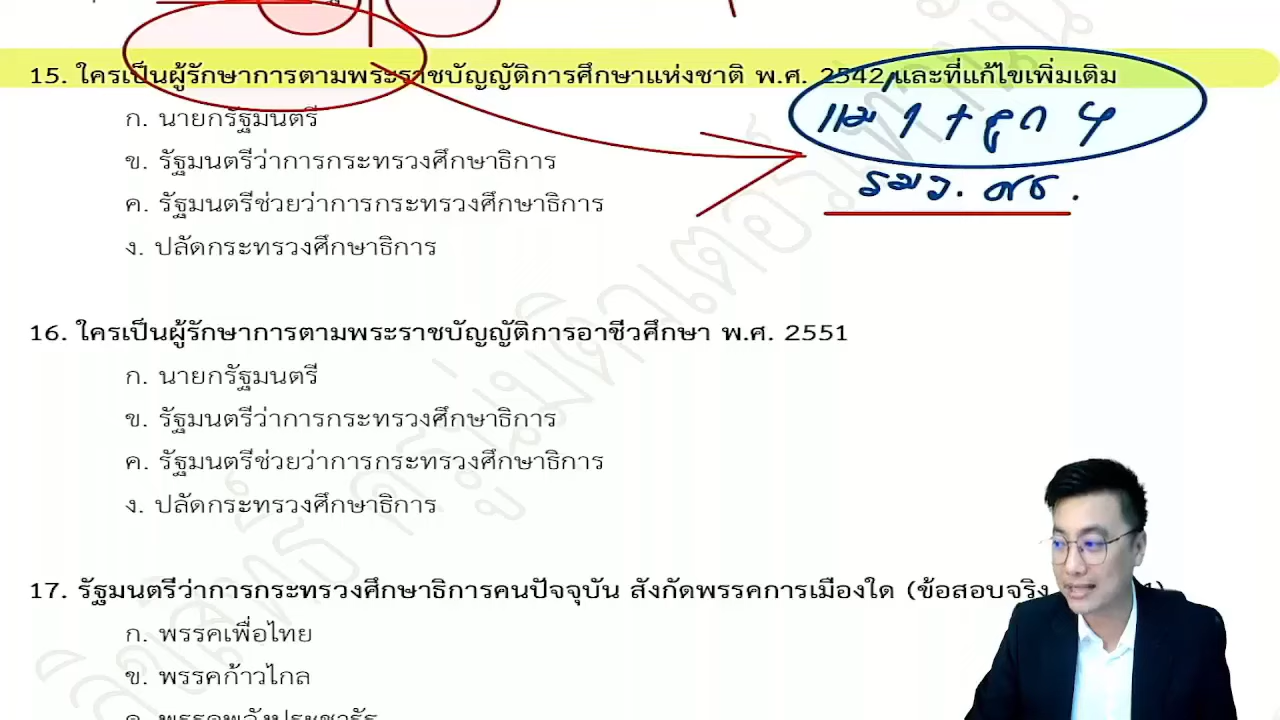 15. ใครเป็นผู้รักษาการตามพระราชบัญญัติการศึกษาแห่งชาติ พ.ศ. 2542 และที่แก้ไขเพิ่มเติม
แม่ 1 + ลูก 4
ก. นายกรัฐมนตรี
ข. รัฐมนตรีว่าการกระทรวงศึกษาธิการ
รมว. ศธ.
ค. รัฐมนตรีช่วยว่าการกระทรวงศึกษาธิการ
ง. ปลัดกระทรวงศึกษาธิการ
16. ใครเป็นผู้รักษาการตามพระราชบัญญัติการอาชีวศึกษา พ.ศ. 2551
ก. นายกรัฐมนตรี
ข. รัฐมนตรีว่าการกระทรวงศึกษาธิการ
ค. รัฐมนตรีช่วยว่าการกระทรวงศึกษาธิการ
ง. ปลัดกระทรวงศึกษาธิการ
17. รัฐมนตรีว่าการกระทรวงศึกษาธิการคนปัจจุบัน สังกัดพรรคการเมืองใด (ข้อสอบจริง
ก. พรรคเพื่อไทย
ข. พรรคก้าวไกล
ค. พรรคพลังประชารัฐ